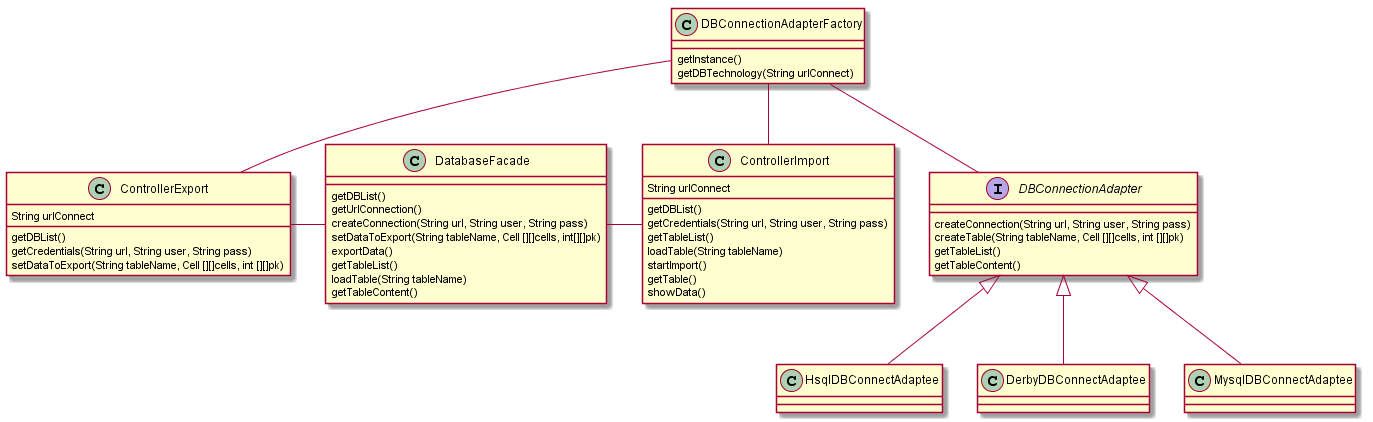 C DBConnectionAdapterFactory
getInstance()
getDBTechnology(String urlConnect)
C ControllerExport
String urlConnect
getDBList()
getCredentials(String url, String user, String pass)
setDataToExport(String tableName, Cell [][]cells, int [][]pk)
C DatabaseFacade
getDBList()
getUrlConnection()
createConnection(String url, String user, String pass)
setDataToExport(String tableName, Cell [][]cells, int[][]pk)
exportData()
getTableList()
loadTable(String tableName)
getTableContent()
C ControllerImport
String urlConnect
getDBList()
getCredentials(String url, String user, String pass)
getTableList()
loadTable(String tableName)
startImport()
getTable()
showData()
I DBConnectionAdapter
createConnection(String url, String user, String pass)
createTable(String tableName, Cell [][]cells, int [][]pk)
getTableList()
getTableContent()
C HsqlDBConnectAdaptee
C DerbyDBConnectAdaptee
C MysqlDBConnectAdaptee